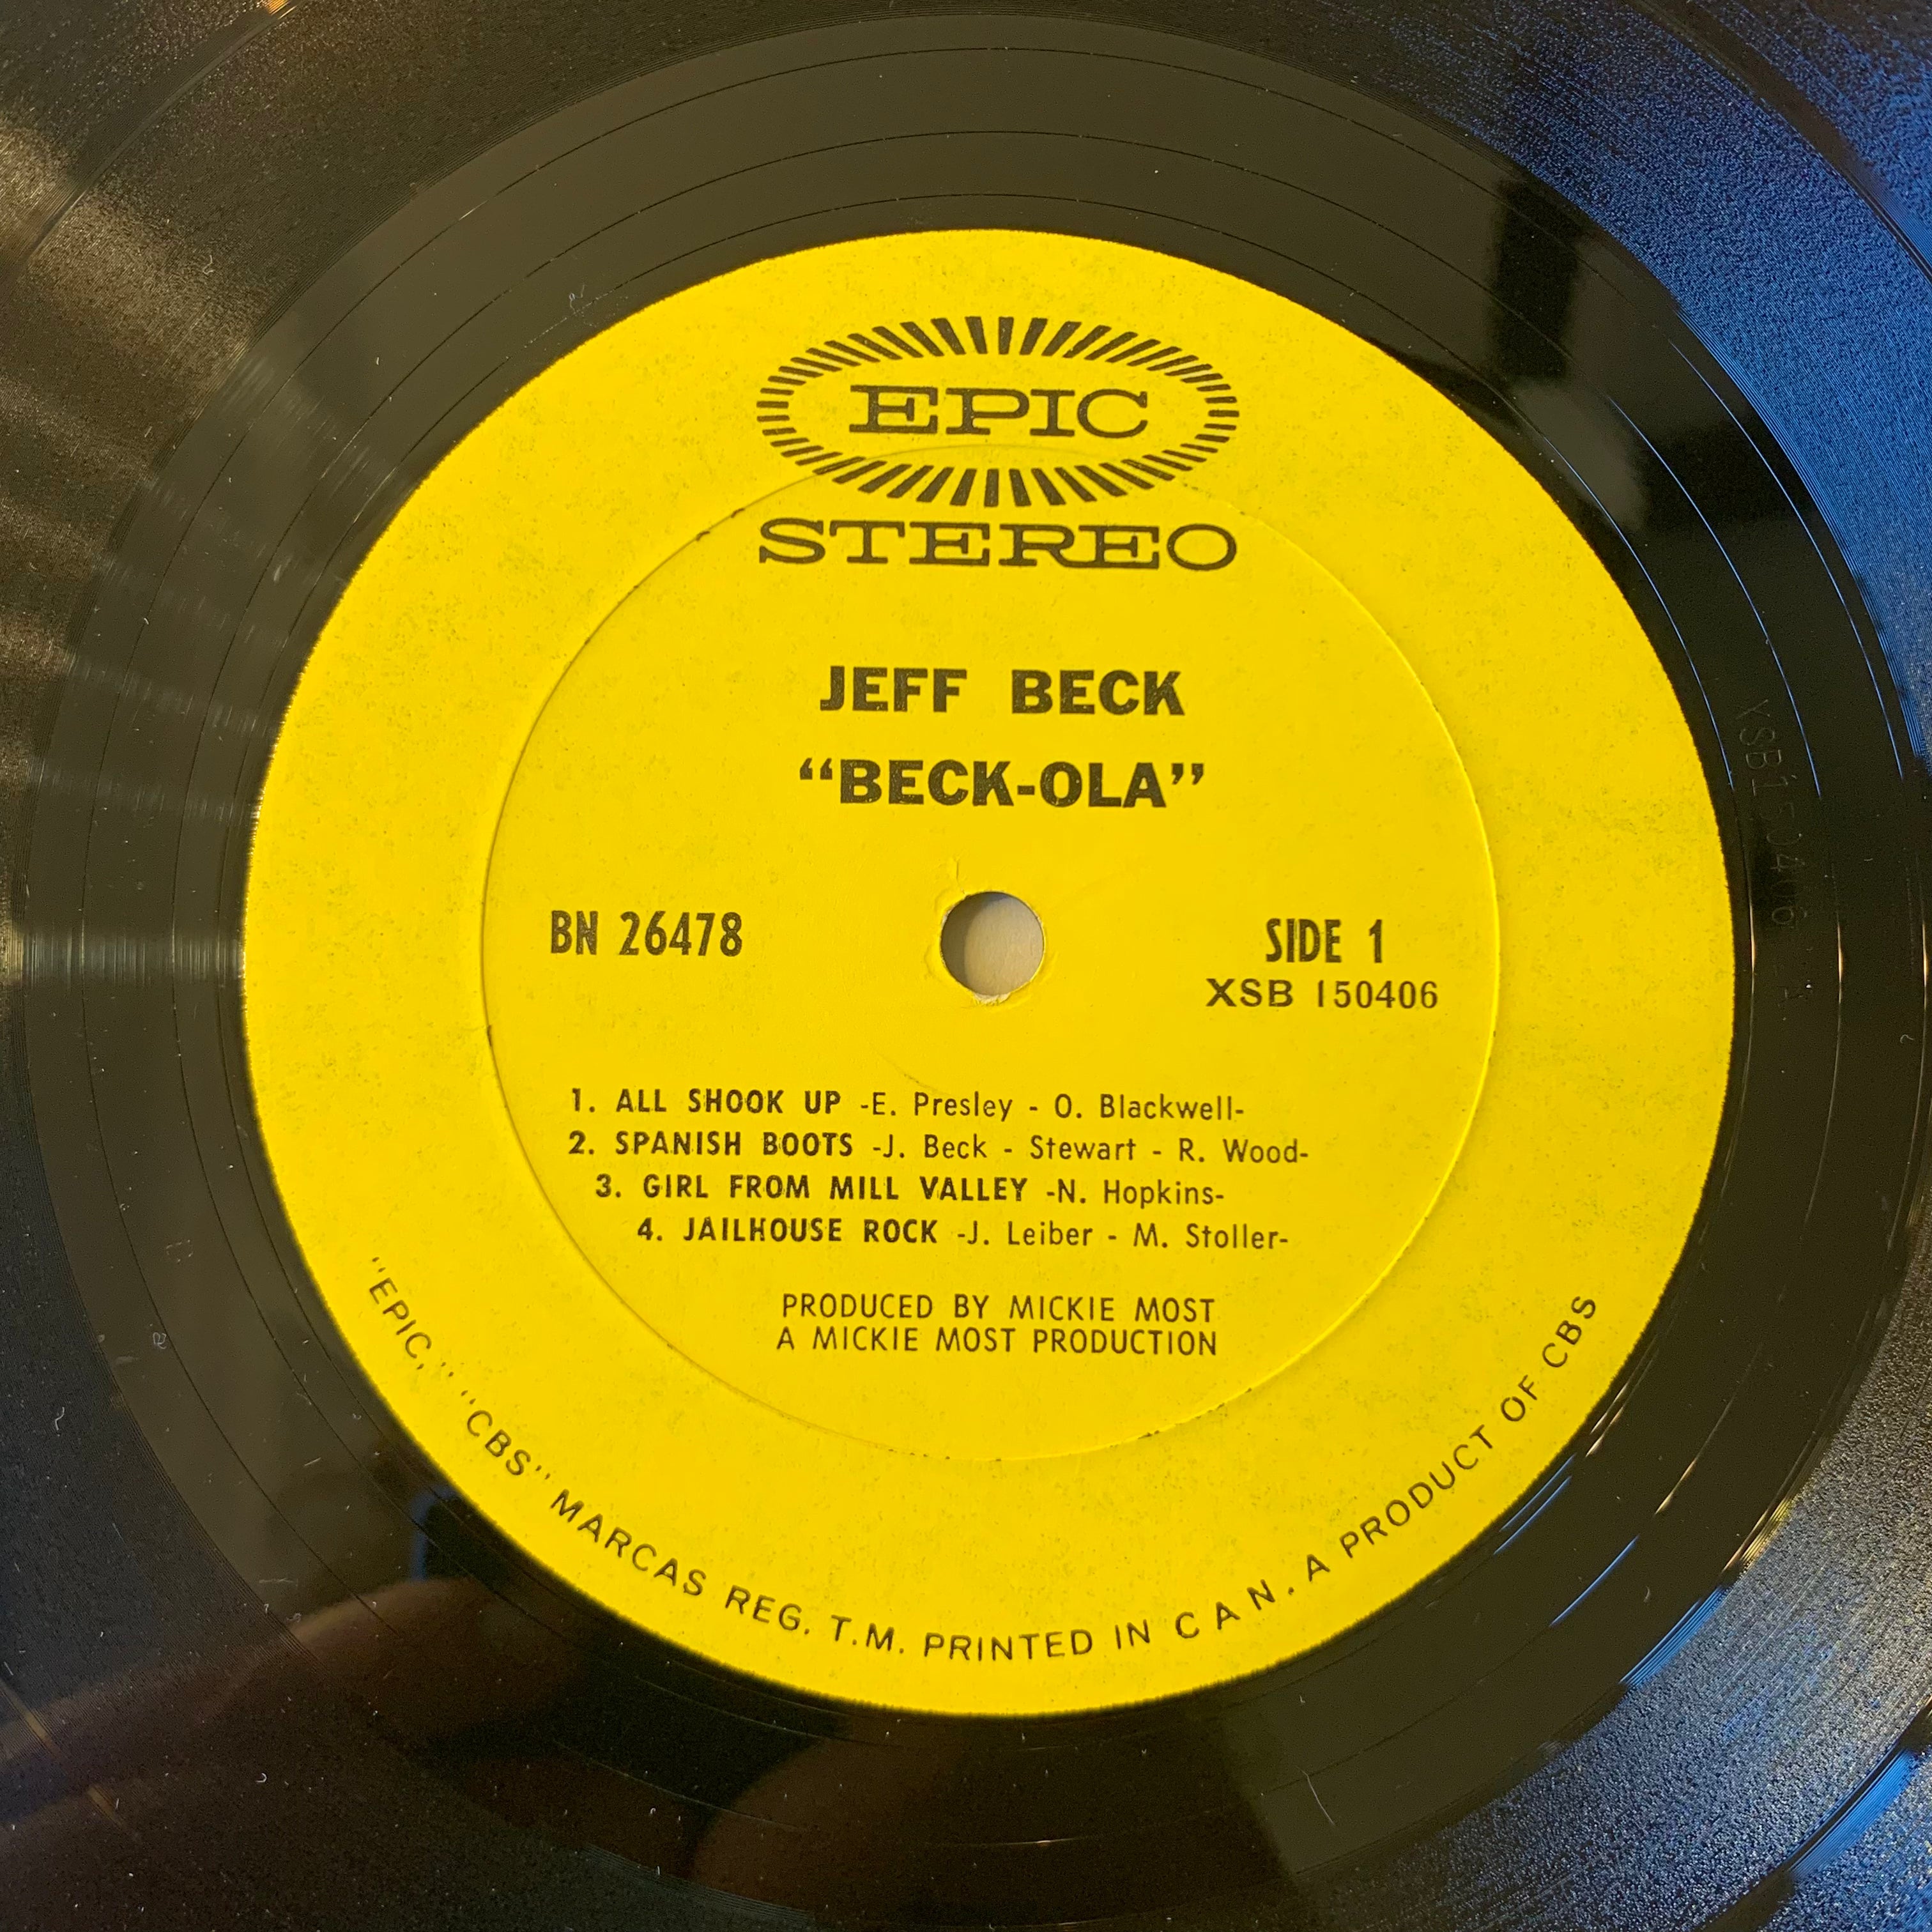 EPIC
STEREO
JEFF BECK
“BECK-OLA”
BN 26478
SIDE 1
XSB 150406
1. ALL SHOOK UP -E. Presley - O. Blackwell-
2. SPANISH BOOTS -J. Beck - Stewart - R. Wood-
3. GIRL FROM MILL VALLEY -N. Hopkins-
4. JAILHOUSE ROCK -J. Leiber - M. Stoller-
PRODUCED BY MICKIE MOST
A MICKIE MOST PRODUCTION
"EPIC," "CBS" MARCAS REG. T.M. PRINTED IN CAN. A PRODUCT OF CBS
XSB150406